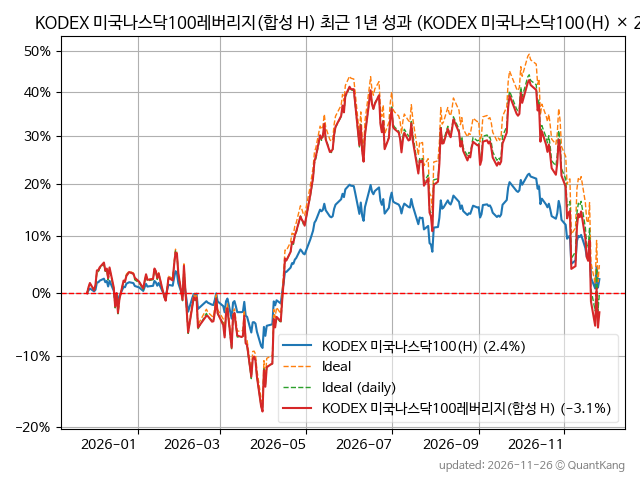 KODEX 미국나스닥100레버리지(합성 H) 최근 1년 성과 (KODEX 미국나스닥100(H) × 2
50%
40%
30%
20%
10%
0%
−10%
−20%
KODEX 미국나스닥100(H) (2.4%)
Ideal
Ideal (daily)
KODEX 미국나스닥100레버리지(합성 H) (−3.1%)
2026−01 2026−03 2026−05 2026−07 2026−09 2026−11
updated: 2026−11−26 © QuantKang